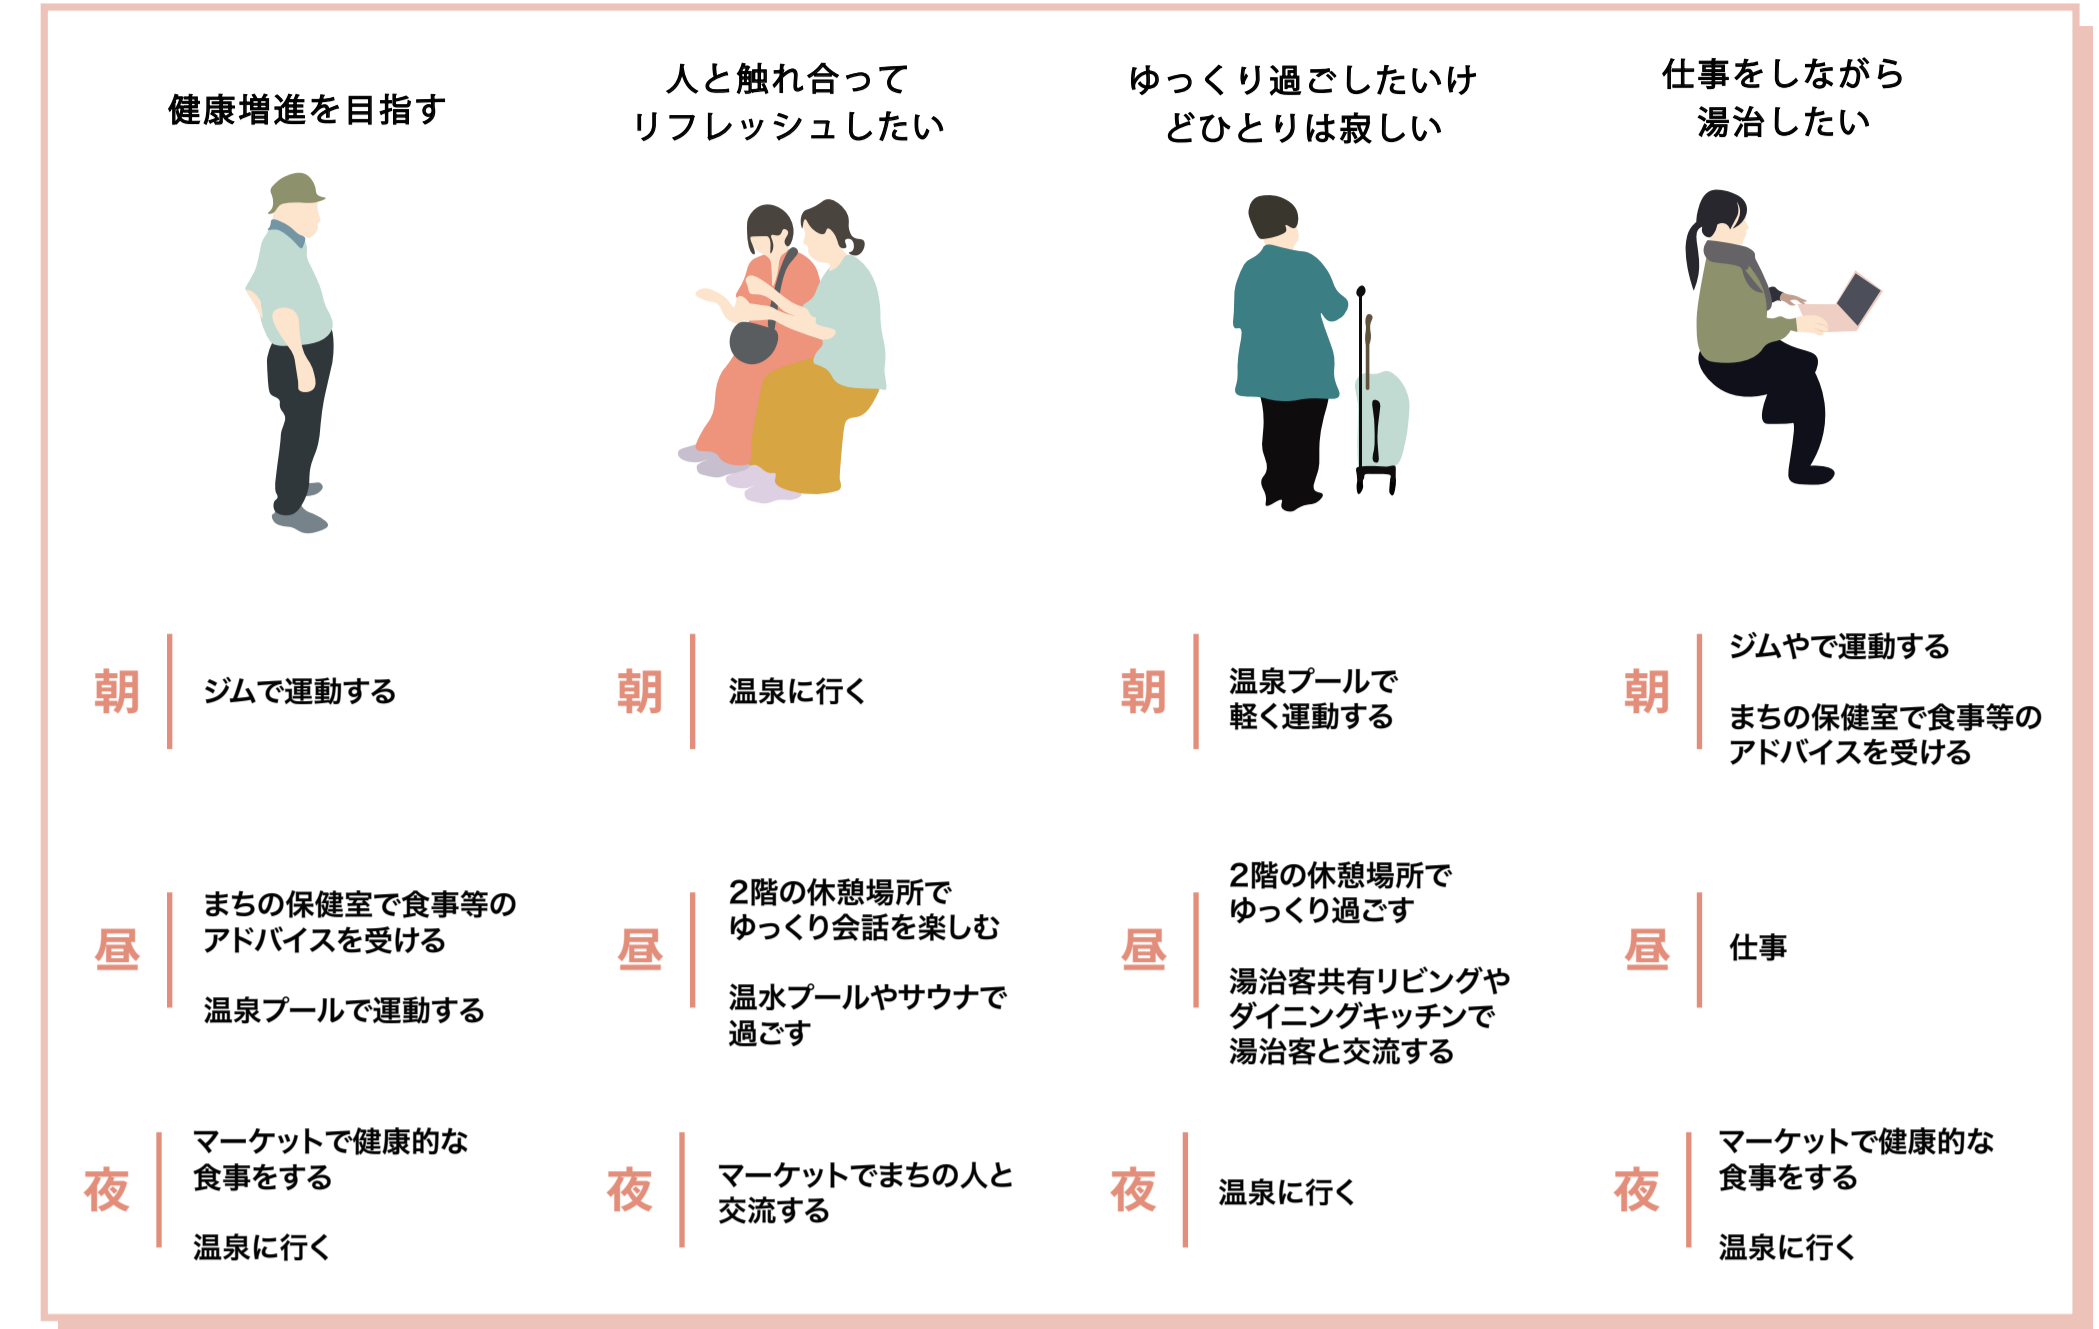 健康増進を目指す
人と触れ合って
リフレッシュしたい
ゆっくり過ごしたいけ
どひとりは寂しい
仕事をしながら
湯治したい
朝
ジムで運動する
昼
まちの保健室で食事等の
アドバイスを受ける
温泉プールで運動する
夜
マーケットで健康的な
食事をする
温泉に行く
朝
温泉に行く
昼
2階の休憩場所で
ゆっくり会話を楽しむ
温水プールやサウナで
過ごす
夜
マーケットでまちの人と
交流する
朝
温泉プールで
軽く運動する
昼
2階の休憩場所で
ゆっくり過ごす
湯治客共有リビングや
ダイニングキッチンで
湯治客と交流する
夜
温泉に行く
朝
ジムやで運動する
まちの保健室で食事等の
アドバイスを受ける
昼
仕事
夜
マーケットで健康的な
食事をする
温泉に行く